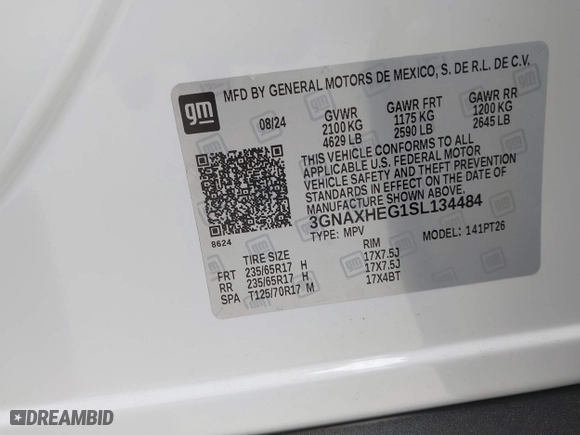 gm
MFD BY GENERAL MOTORS DE MEXICO, S. DE R.L. DE C.V.
08/24 GVWR GAWR FRT GAWR RR
2100 KG 1175 KG 1200 KG
4629 LB 2590 LB 2645 LB
THIS VEHICLE CONFORMS TO ALL
APPLICABLE U.S. FEDERAL MOTOR
VEHICLE SAFETY AND THEFT PREVENTION
STANDARDS IN EFFECT ON THE DATE OF
MANUFACTURE SHOWN ABOVE.
3GNAXHEG1SL134484
8624
TYPE: MPV MODEL: 141PT26
TIRE SIZE RIM
FRT 235/65R17 H 17X7.5J
RR 235/65R17 H 17X7.5J
SPA T125/70R17 M 17X4BT
DREAMBID